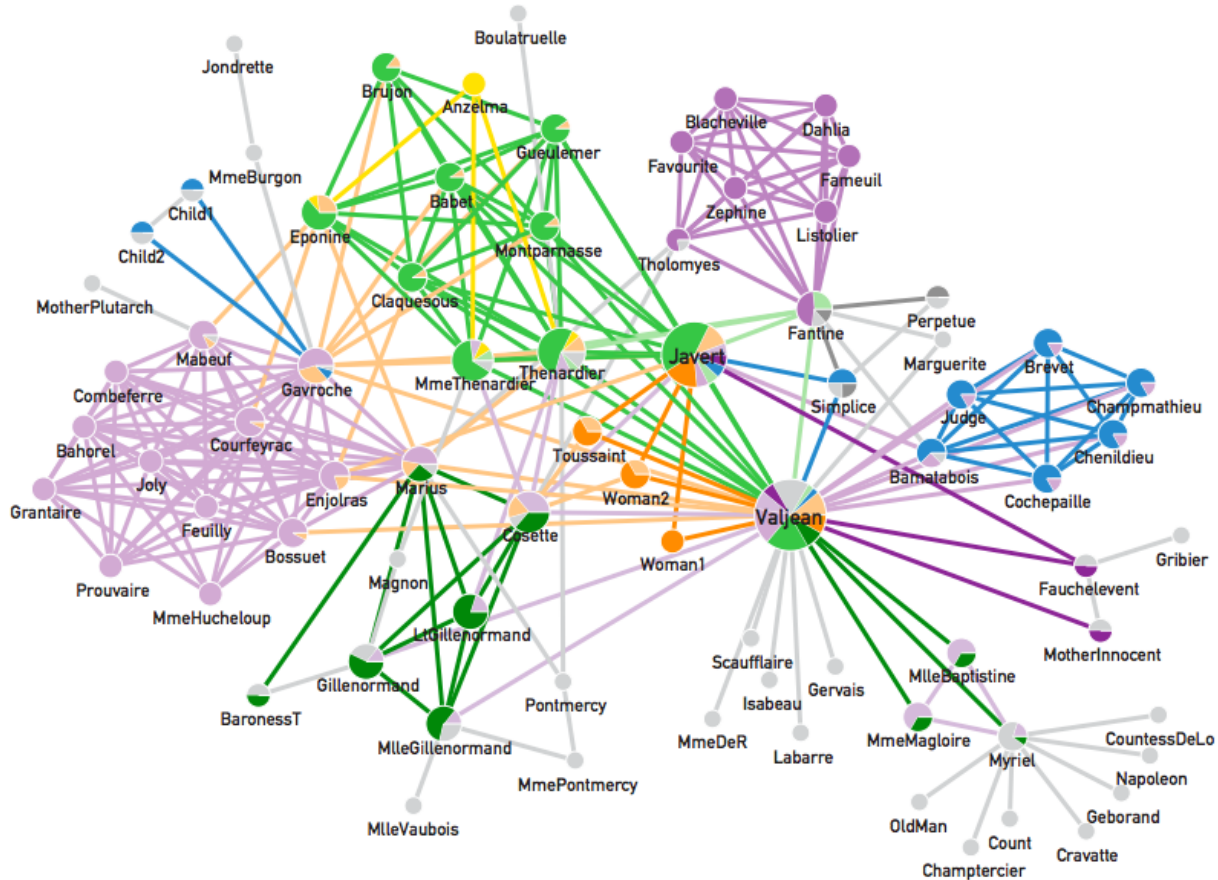 Boulatruelle
Jondrette
Brujon
Anzelma
Blacheville
Dahlia
Gueulemer
Favourite
Fameuil
MmeBurgon
Babet
Zephine
Child1
Eponine
Listolier
Child2
Montparnasse
Tholomyes
Claquesous
MotherPlutarch
Perpetue
Fantine
Mabeuf
Marguerite
Brevet
MmeThenardier
Thenardier
Javert
Combeferre
Gavroche
Simplice
Judge
Champmathieu
Bahorel
Courfeyrac
Toussaint
Bamatabois
Chenildieu
Joly
Enjolras
Marius
Woman2
Cochepaille
Grantaire
Feuilly
Cosette
Valjean
Bossuet
Woman1
Gribier
Magnon
Fauchelevent
Prouvaire
MmeHucheloup
LtGillenormand
MotherInnocent
Scaufflaire
MlleBaptistine
Gillenormand
Gervais
Pontmercy
Isabeau
BaronessT
MmeDeR
MmeMagloire
CountessDeLo
MlleGillenormand
Labarre
Myriel
Napoleon
MmePontmercy
Geborand
OldMan
Count
Cravatte
MlleVaubois
Champtercier